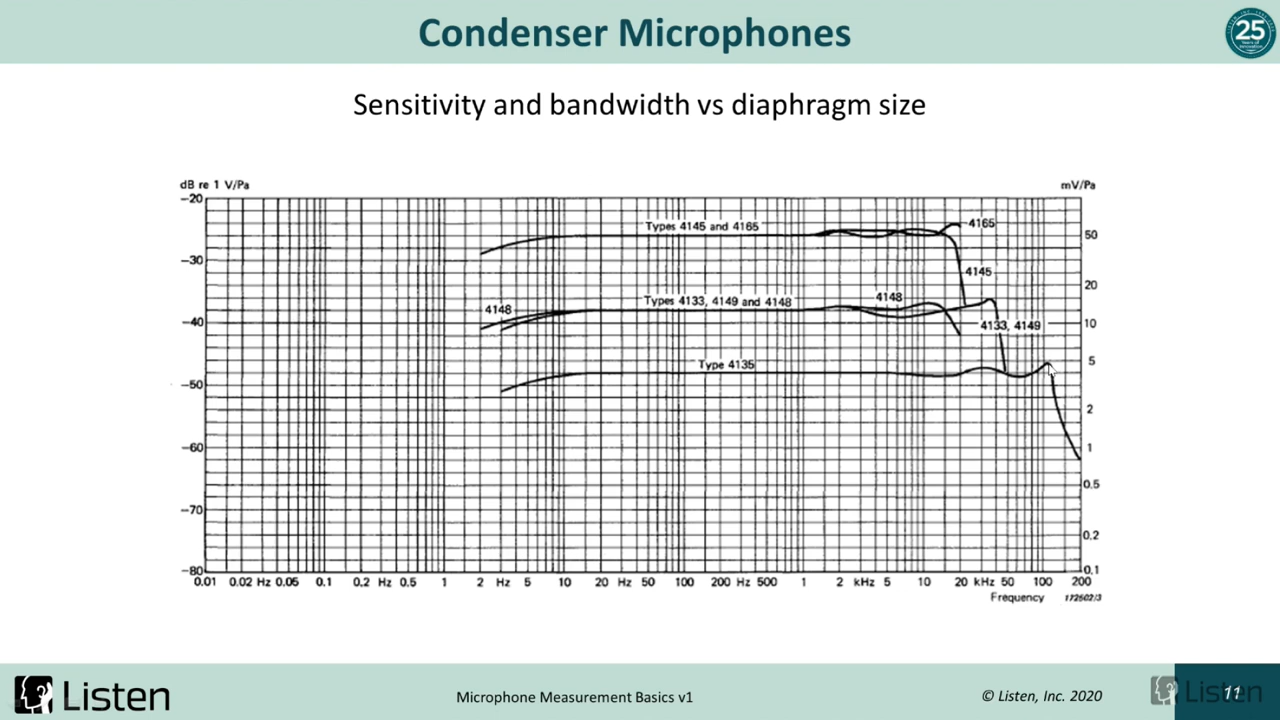 Condenser Microphones
25
Sensitivity and bandwidth vs diaphragm size
dB re 1 V/Pa
mV/Pa
-20
-30
-40
-50
-60
-70
-80
Types 4145 and 4165
4165
4145
4148
Types 4133, 4149 and 4148
4148
4133, 4149
Type 4135
50
20
10
5
2
1
0.5
0.2
0.1
0.01 0.02 Hz 0.05 0.1 0.2 Hz 0.5 1 2 Hz 5 10 20 Hz 50 100 200 Hz 500 1 2 kHz 5 10 20 kHz 50 100 200
Frequency 172602/3
Listen
Microphone Measurement Basics v1
© Listen, Inc. 2020
Listen
11